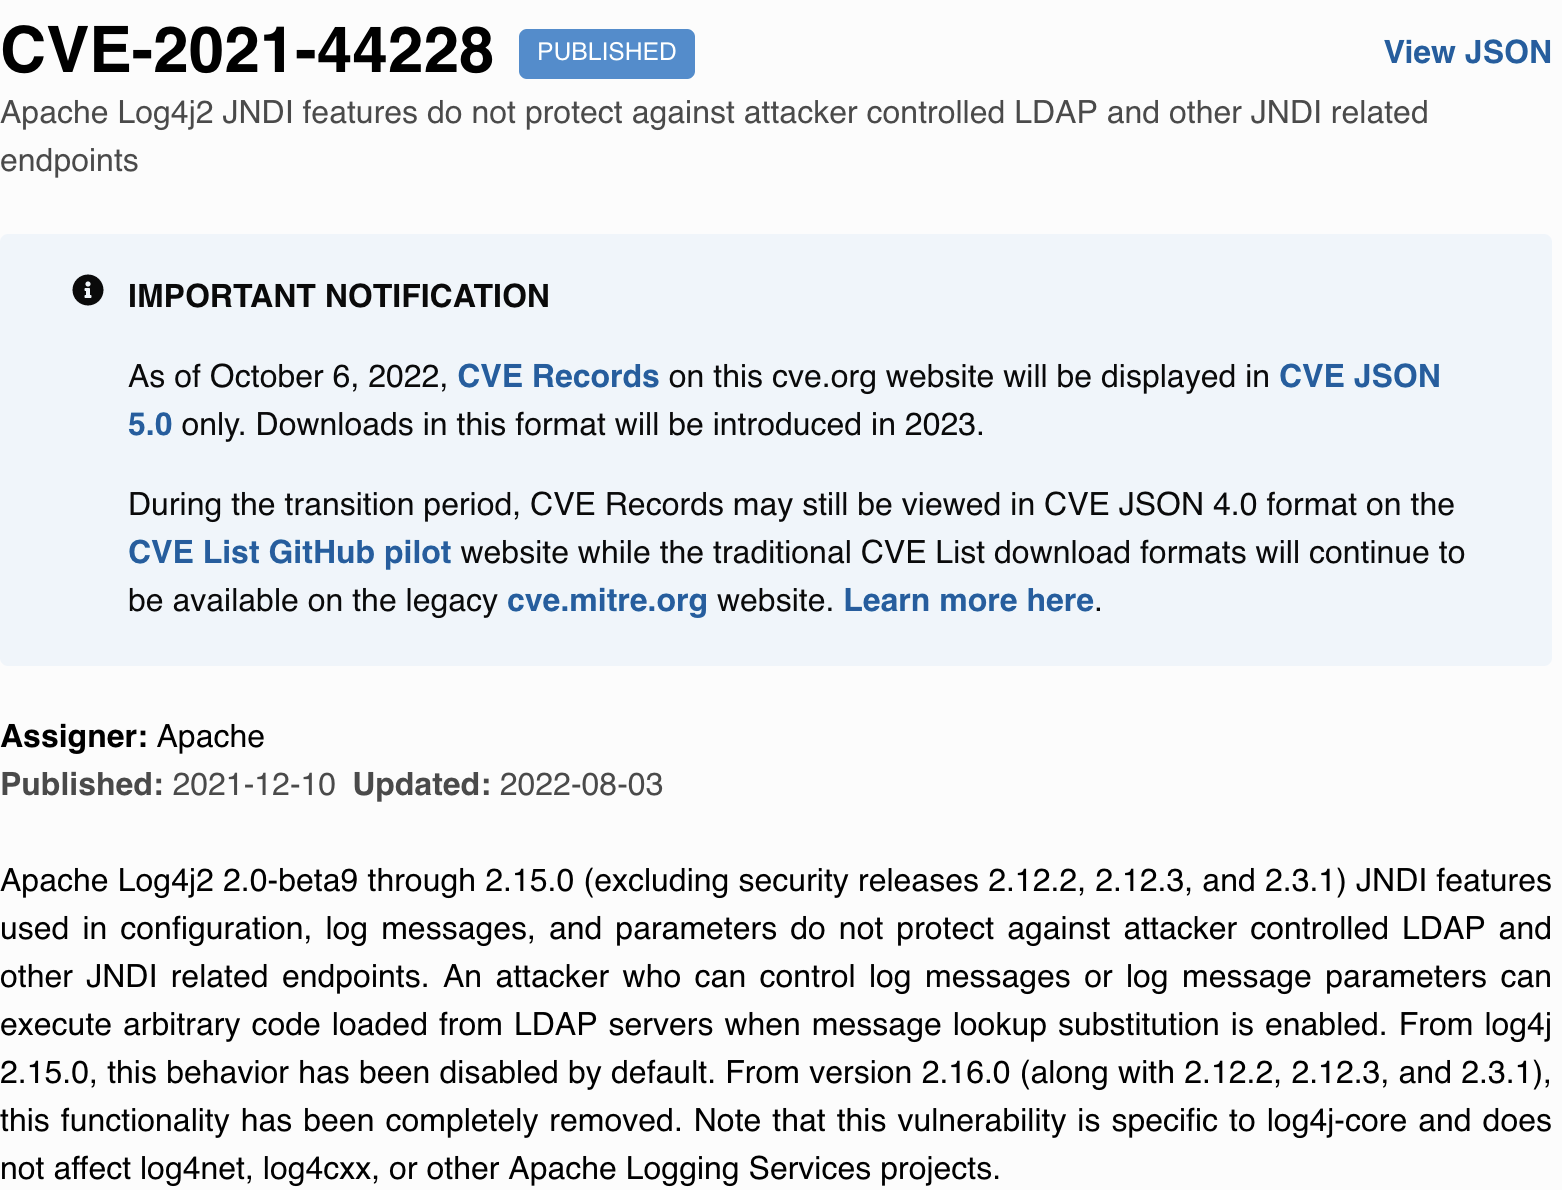 CVE-2021-44228 PUBLISHED View JSON
Apache Log4j2 JNDI features do not protect against attacker controlled LDAP and other JNDI related
endpoints
IMPORTANT NOTIFICATION
As of October 6, 2022, CVE Records on this cve.org website will be displayed in CVE JSON
5.0 only. Downloads in this format will be introduced in 2023.
During the transition period, CVE Records may still be viewed in CVE JSON 4.0 format on the
CVE List GitHub pilot website while the traditional CVE List download formats will continue to
be available on the legacy cve.mitre.org website. Learn more here.
Assigner: Apache
Published: 2021-12-10 Updated: 2022-08-03
Apache Log4j2 2.0-beta9 through 2.15.0 (excluding security releases 2.12.2, 2.12.3, and 2.3.1) JNDI features
used in configuration, log messages, and parameters do not protect against attacker controlled LDAP and
other JNDI related endpoints. An attacker who can control log messages or log message parameters can
execute arbitrary code loaded from LDAP servers when message lookup substitution is enabled. From log4j
2.15.0, this behavior has been disabled by default. From version 2.16.0 (along with 2.12.2, 2.12.3, and 2.3.1),
this functionality has been completely removed. Note that this vulnerability is specific to log4j-core and does
not affect log4net, log4cxx, or other Apache Logging Services projects.